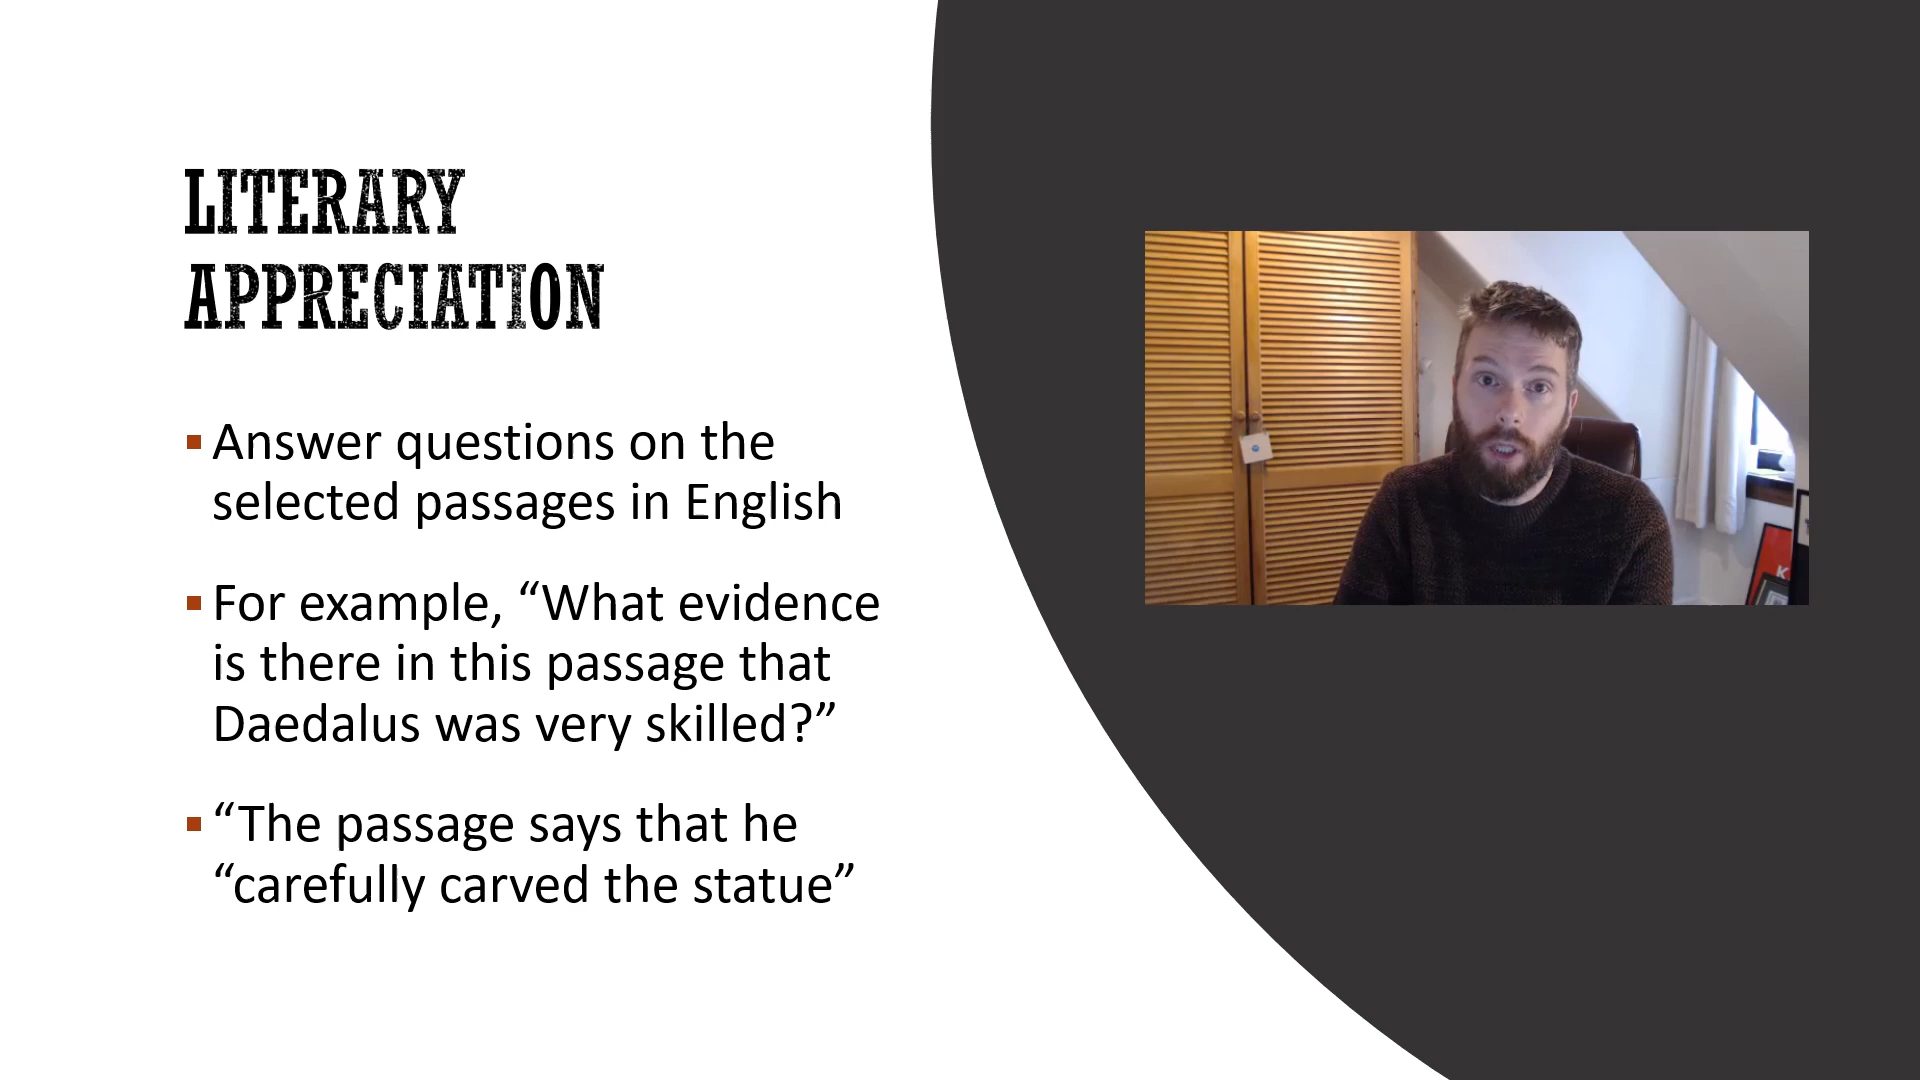 LITERARY
APPRECIATION
Answer questions on the
selected passages in English
For example, “What evidence
is there in this passage that
Daedalus was very skilled?”
“The passage says that he
“carefully carved the statue”
K